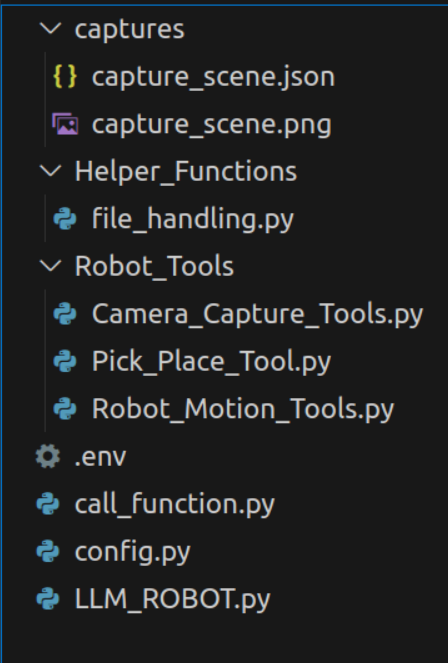 captures
{} capture_scene.json
capture_scene.png
Helper_Functions
file_handling.py
Robot_Tools
Camera_Capture_Tools.py
Pick_Place_Tool.py
Robot_Motion_Tools.py
.env
call_function.py
config.py
LLM_ROBOT.py